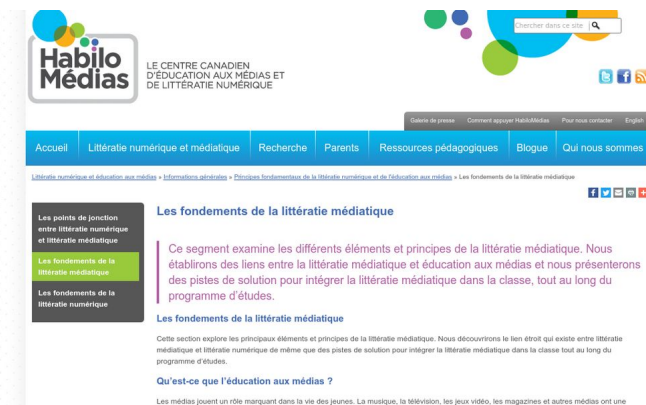 Chercher dans ce site
Habilo
Médias
LE CENTRE CANADIEN
D'ÉDUCATION AUX MÉDIAS ET
DE LITTÉRATIE NUMÉRIQUE
Galerie de presse Comment appuyer HabiloMédias Pour nous contacter English
Accueil Littératie numérique et médiatique Recherche Parents Ressources pédagogiques Blogue Qui nous sommes
Littératie numérique et éducation aux médias » Informations générales » Principes fondamentaux de la littératie numérique et de l'éducation aux médias » Les fondements de la littératie médiatique
Les points de jonction
entre littératie numérique
et littératie médiatique
Les fondements de la
littératie médiatique
Les fondements de la
littératie numérique
Les fondements de la littératie médiatique
Ce segment examine les différents éléments et principes de la littératie médiatique. Nous
établirons des liens entre la littératie médiatique et éducation aux médias et nous présenterons
des pistes de solution pour intégrer la littératie médiatique dans la classe, tout au long du
programme d'études.
Les fondements de la littératie médiatique
Cette section explore les principaux éléments et principes de la littératie médiatique. Nous découvrirons le lien étroit qui existe entre littératie
médiatique et littératie numérique de même que des pistes de solution pour intégrer la littératie médiatique dans la classe tout au long du
programme d'études.
Qu'est-ce que l'éducation aux médias ?
Les médias jouent un rôle marquant dans la vie des jeunes. La musique, la télévision, les jeux vidéo, les magazines et autres médias ont une